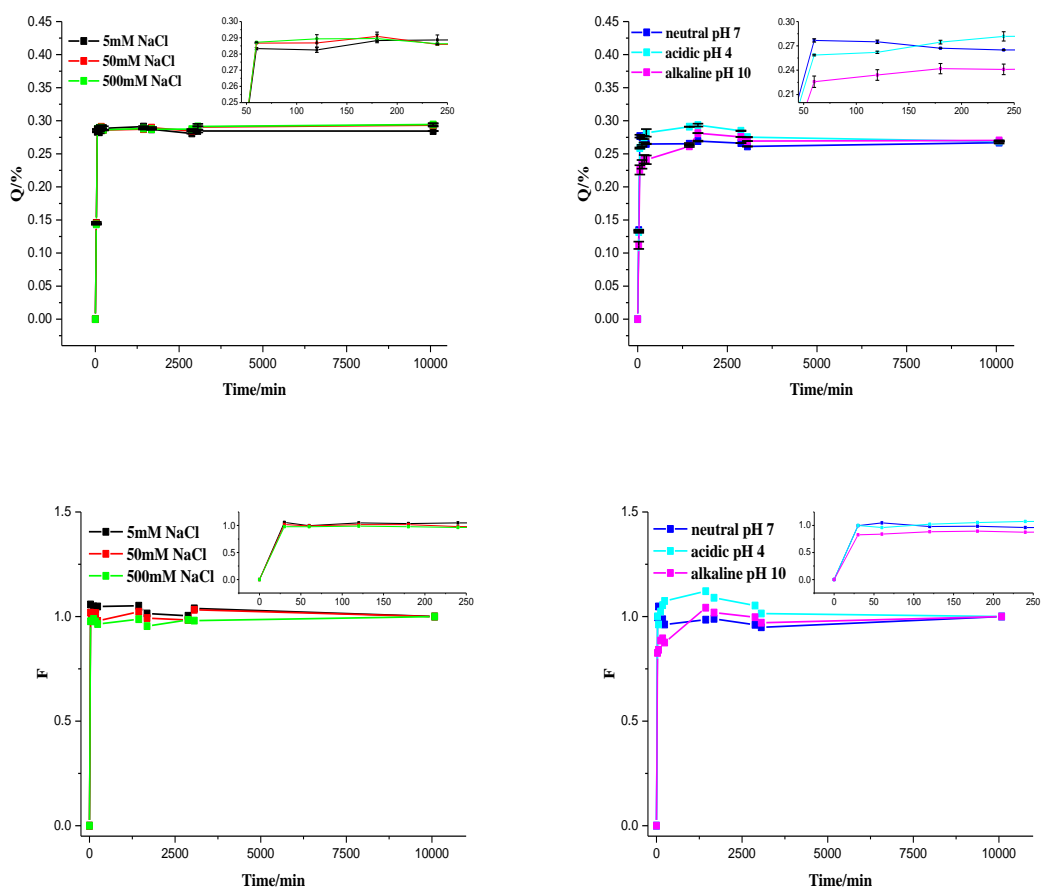 0.45
0.40
0.35
0.30
0.25
0.20
0.15
0.10
0.05
0.00
Q/%
5mM NaCl
50mM NaCl
500mM NaCl
0.30
0.29
0.28
0.27
0.26
0.25
50 100 150 200 250
0 2500 5000 7500 10000
Time/min
0.45
0.40
0.35
0.30
0.25
0.20
0.15
0.10
0.05
0.00
Q/%
neutral pH 7
acidic pH 4
alkaline pH 10
0.30
0.27
0.24
0.21
50 100 150 200 250
0 2500 5000 7500 10000
Time/min
1.5
1.0
0.5
0.0
F
5mM NaCl
50mM NaCl
500mM NaCl
1.0
0.5
0.0
0 50 100 150 200 250
0 2500 5000 7500 10000
Time/min
1.5
1.0
0.5
0.0
F
neutral pH 7
acidic pH 4
alkaline pH 10
1.0
0.5
0.0
0 50 100 150 200 250
0 2500 5000 7500 10000
Time/min